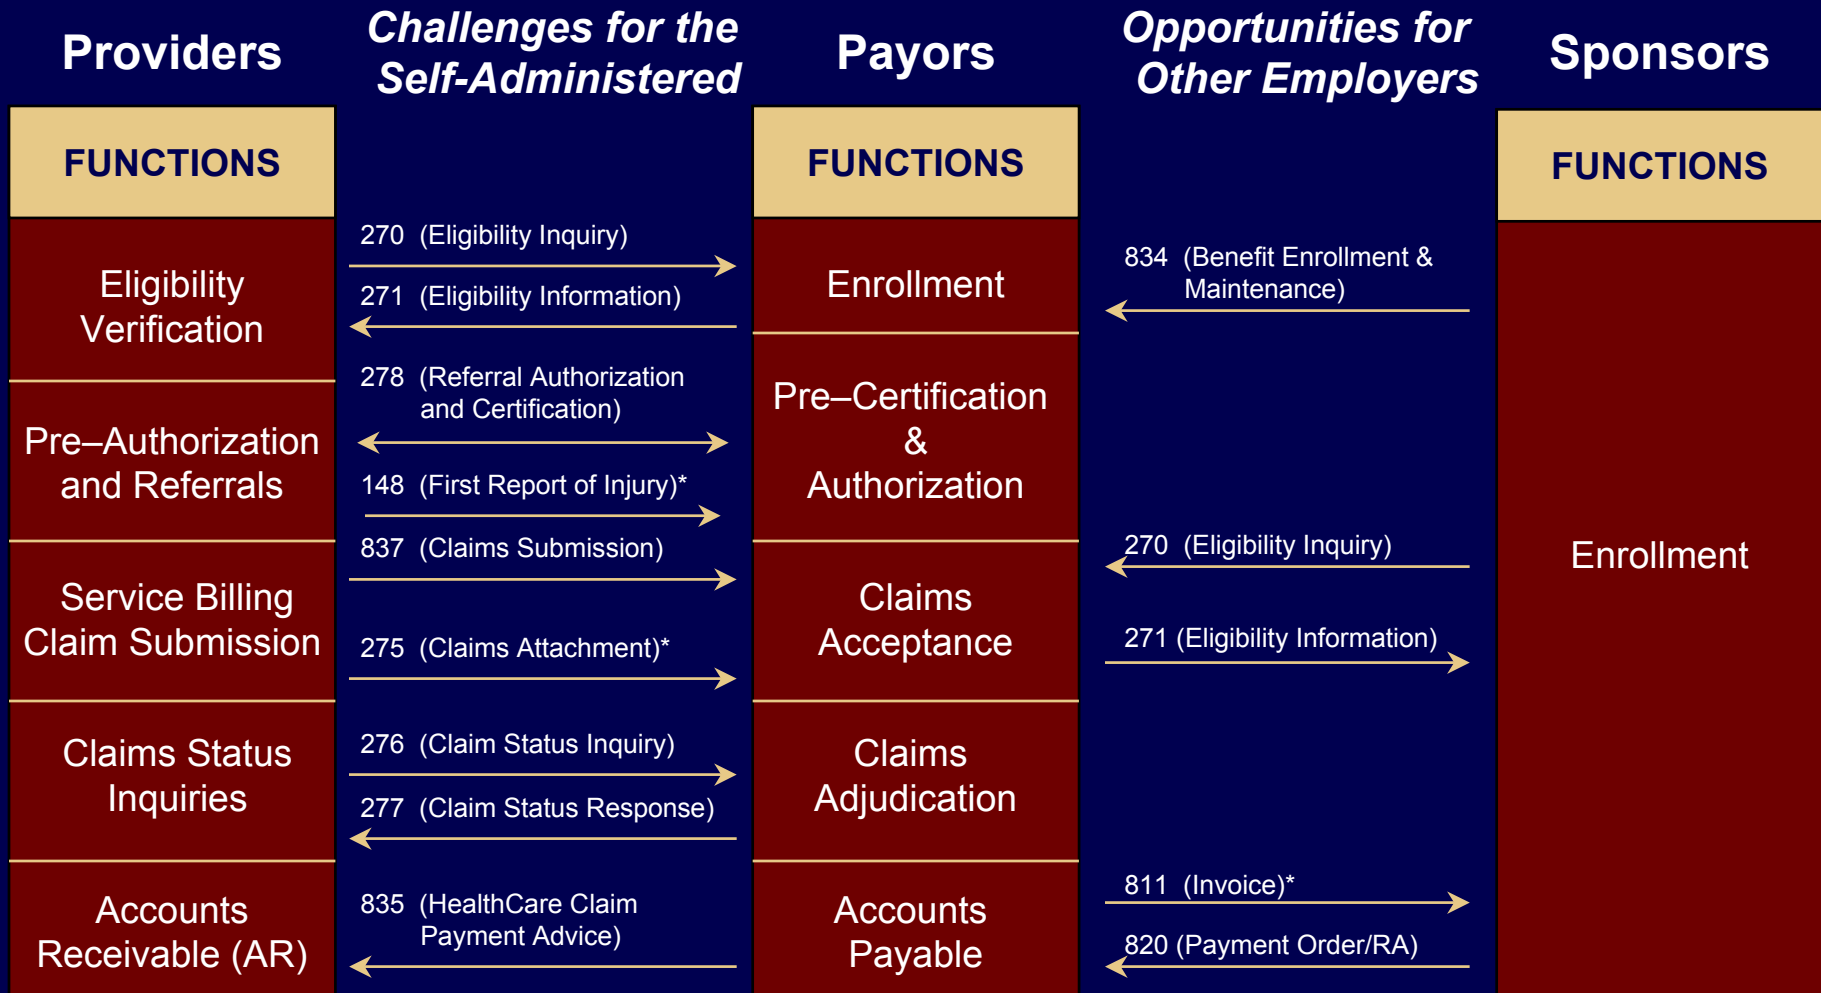 Providers
Challenges for the
Self-Administered
Payors
Opportunities for
Other Employers
Sponsors
FUNCTIONS
FUNCTIONS
FUNCTIONS
Eligibility
Verification
Pre–Authorization
and Referrals
Service Billing
Claim Submission
Claims Status
Inquiries
Accounts
Receivable (AR)
270 (Eligibility Inquiry)
271 (Eligibility Information)
278 (Referral Authorization
and Certification)
148 (First Report of Injury)*
837 (Claims Submission)
275 (Claims Attachment)*
276 (Claim Status Inquiry)
277 (Claim Status Response)
835 (HealthCare Claim
Payment Advice)
Enrollment
Pre–Certification
&
Authorization
Claims
Acceptance
Claims
Adjudication
Accounts
Payable
834 (Benefit Enrollment &
Maintenance)
270 (Eligibility Inquiry)
271 (Eligibility Information)
811 (Invoice)*
820 (Payment Order/RA)
Enrollment